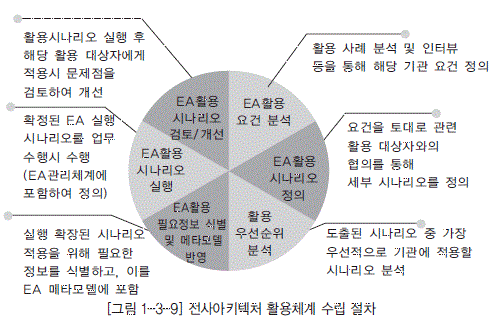 활용시나리오 실행 후
해당 활용 대상자에게
적용시 문제점을
검토하여 개선
활용 사례 분석 및 인터뷰
등을 통해 해당 기관 요건 정의
EA활용
시나리오
검토/개선
EA활용
요건 분석
확정된 EA 실행
시나리오를 업무
수행시 수행
(EA관리체계에
포함하여 정의)
EA활용
시나리오
실행
EA활용
시나리오
정의
요건을 토대로 관련
활용 대상자와의
협의를 통해
세부 시나리오를 정의
EA활용
필요정보 식별
및 메타모델
반영
활용
우선순위
분석
실행 확장된 시나리오
적용을 위해 필요한
정보를 식별하고, 이를
EA 메타모델에 포함
도출된 시나리오 중 가장
우선적으로 기관에 적용할
시나리오 분석
[그림 1-3-9] 전사아키텍처 활용체계 수립 절차